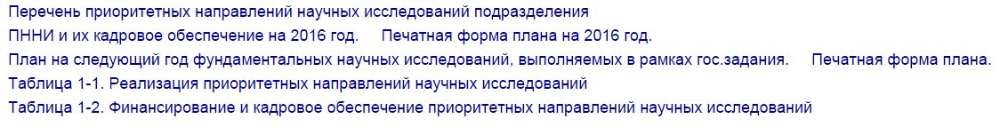 Перечень приоритетных направлений научных исследований подразделения
ПННИ и их кадровое обеспечение на 2016 год. Печатная форма плана на 2016 год.
План на следующий год фундаментальных научных исследований, выполняемых в рамках гос.задания. Печатная форма плана.
Таблица 1-1. Реализация приоритетных направлений научных исследований
Таблица 1-2. Финансирование и кадровое обеспечение приоритетных направлений научных исследований